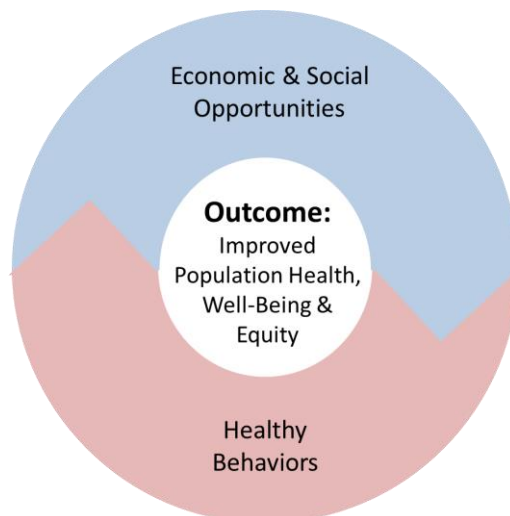 Economic & Social
Opportunities
Outcome:
Improved
Population Health,
Well-Being &
Equity
Healthy
Behaviors